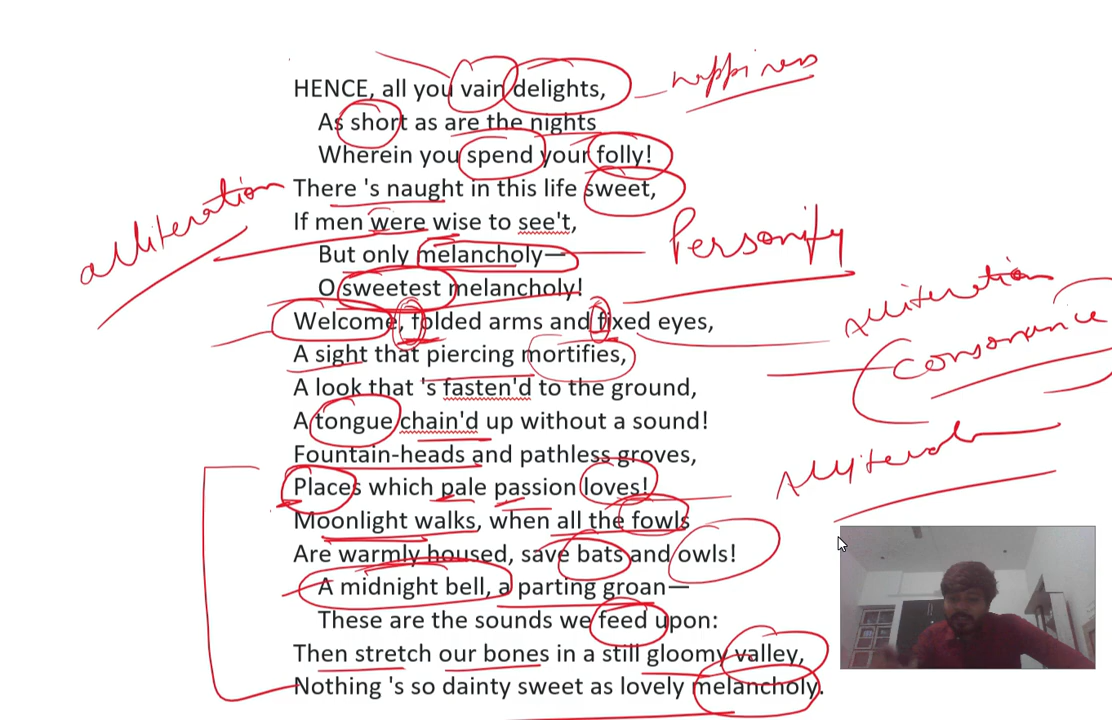 HENCE, all you vain delights,
happiness
As short as are the nights
Wherein you spend your folly!
There 's naught in this life sweet,
alliteration
If men were wise to see't,
Personify
But only melancholy—
O sweetest melancholy!
Welcome, folded arms and fixed eyes,
Alliteration
A sight that piercing mortifies,
Consonance
A look that 's fasten'd to the ground,
A tongue chain'd up without a sound!
Fountain-heads and pathless groves,
Places which pale passion loves!
Moonlight walks, when all the fowls
Are warmly housed, save bats and owls!
A midnight bell, a parting groan—
These are the sounds we feed upon:
Then stretch our bones in a still gloomy valley,
Nothing 's so dainty sweet as lovely melancholy.